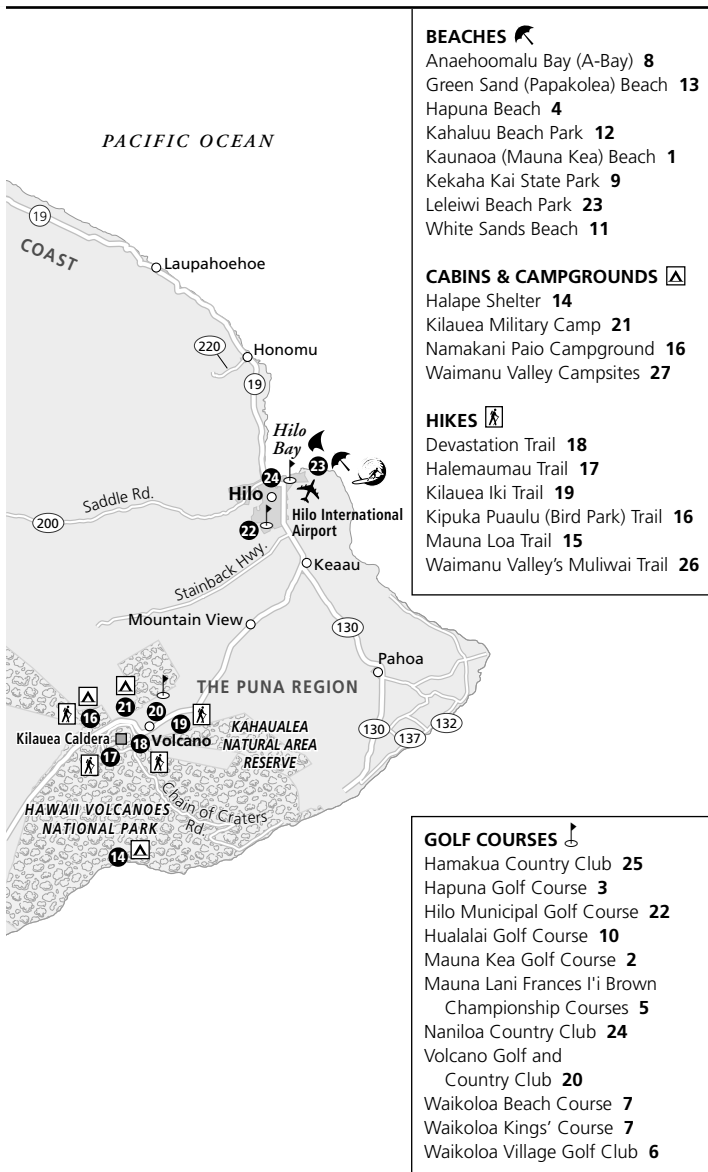 PACIFIC OCEAN
19
COAST
Laupahoehoe
220
Honomu
19
Hilo
Bay
24
23
Hilo
Saddle Rd.
22
Hilo International
Airport
200
Stainback Hwy.
Keaau
Mountain View
130
Pahoa
THE PUNA REGION
16
21
20
19
KAHAUALEA
NATURAL AREA
RESERVE
130
137
132
Kilauea Caldera
18
Volcano
17
Chain of Craters
Rd.
HAWAII VOLCANOES
NATIONAL PARK
14
BEACHES
Anaehoomalu Bay (A-Bay) 8
Green Sand (Papakolea) Beach 13
Hapuna Beach 4
Kahaluu Beach Park 12
Kaunaoa (Mauna Kea) Beach 1
Kekaha Kai State Park 9
Leleiwi Beach Park 23
White Sands Beach 11
CABINS & CAMPGROUNDS
Halape Shelter 14
Kilauea Military Camp 21
Namakani Paio Campground 16
Waimanu Valley Campsites 27
HIKES
Devastation Trail 18
Halemaumau Trail 17
Kilauea Iki Trail 19
Kipuka Puaulu (Bird Park) Trail 16
Mauna Loa Trail 15
Waimanu Valley's Muliwai Trail 26
GOLF COURSES
Hamakua Country Club 25
Hapuna Golf Course 3
Hilo Municipal Golf Course 22
Hualalai Golf Course 10
Mauna Kea Golf Course 2
Mauna Lani Frances I'i Brown
Championship Courses 5
Naniloa Country Club 24
Volcano Golf and
Country Club 20
Waikoloa Beach Course 7
Waikoloa Kings' Course 7
Waikoloa Village Golf Club 6